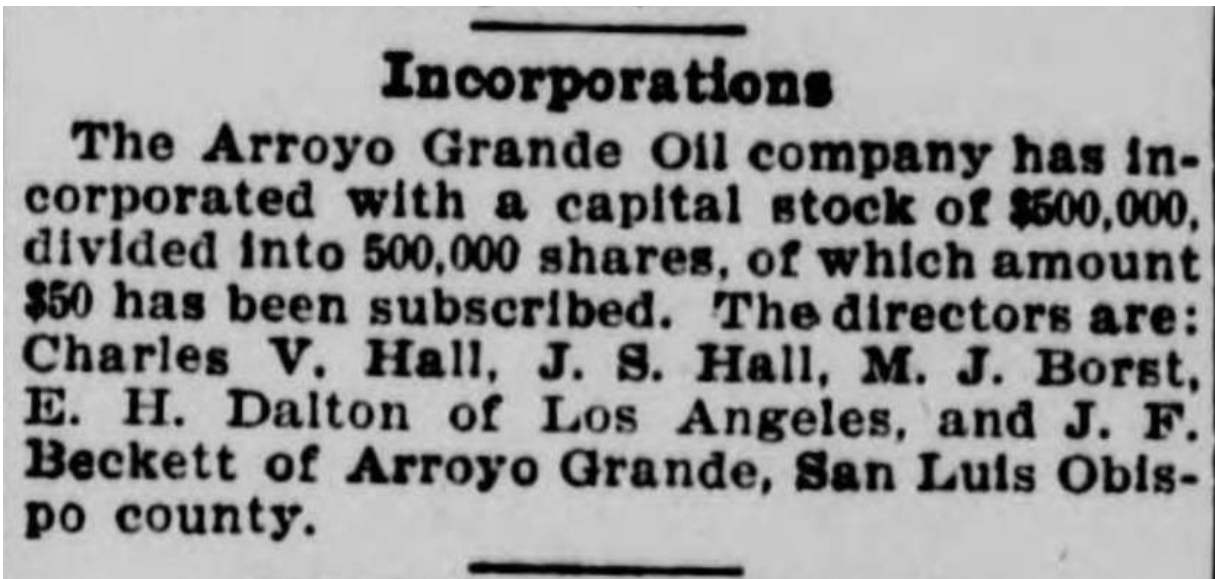 Incorporations
The Arroyo Grande Oil company has in-
corporated with a capital stock of $500,000,
divided into 500,000 shares, of which amount
$50 has been subscribed. The directors are:
Charles V. Hall, J. S. Hall, M. J. Borst,
E. H. Dalton of Los Angeles, and J. F.
Beckett of Arroyo Grande, San Luis Obis-
po county.